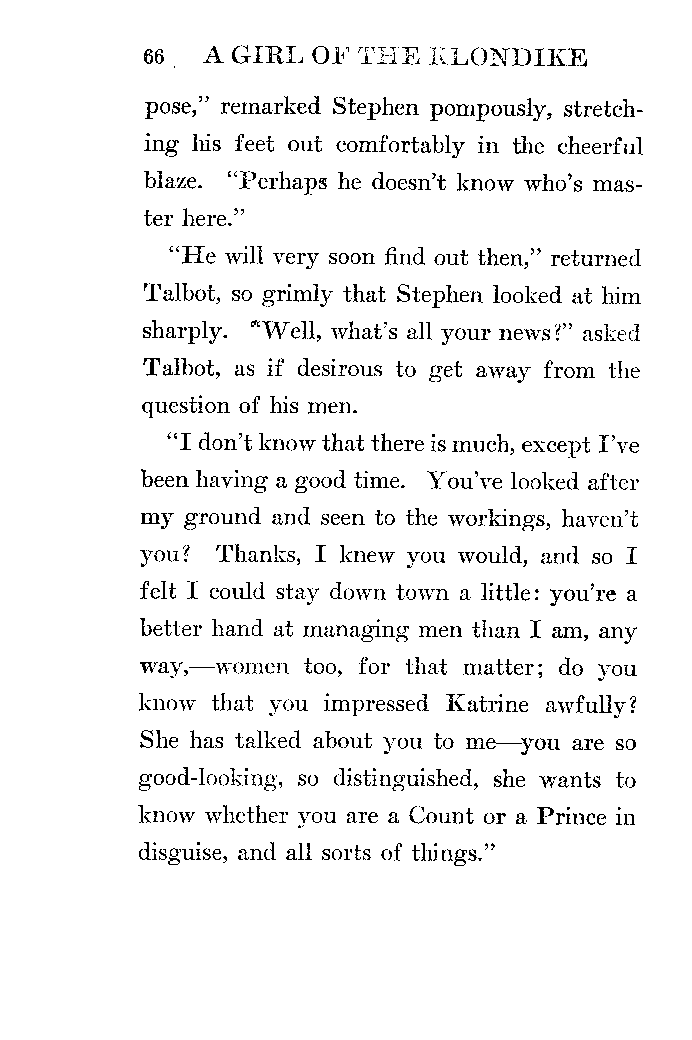 66 A GIRL OF THE KLONDIKE
pose,” remarked Stephen pompously, stretch-
ing his feet out comfortably in the cheerful
blaze. “Perhaps he doesn’t know who’s mas-
ter here.”
“He will very soon find out then,” returned
Talbot, so grimly that Stephen looked at him
sharply. “Well, what’s all your news?” asked
Talbot, as if desirous to get away from the
question of his men.
“I don’t know that there is much, except I’ve
been having a good time. You’ve looked after
my ground and seen to the workings, haven’t
you? Thanks, I knew you would, and so I
felt I could stay down town a little: you’re a
better hand at managing men than I am, any
way,—women too, for that matter; do you
know that you impressed Katrine awfully?
She has talked about you to me—you are so
good-looking, so distinguished, she wants to
know whether you are a Count or a Prince in
disguise, and all sorts of things.”